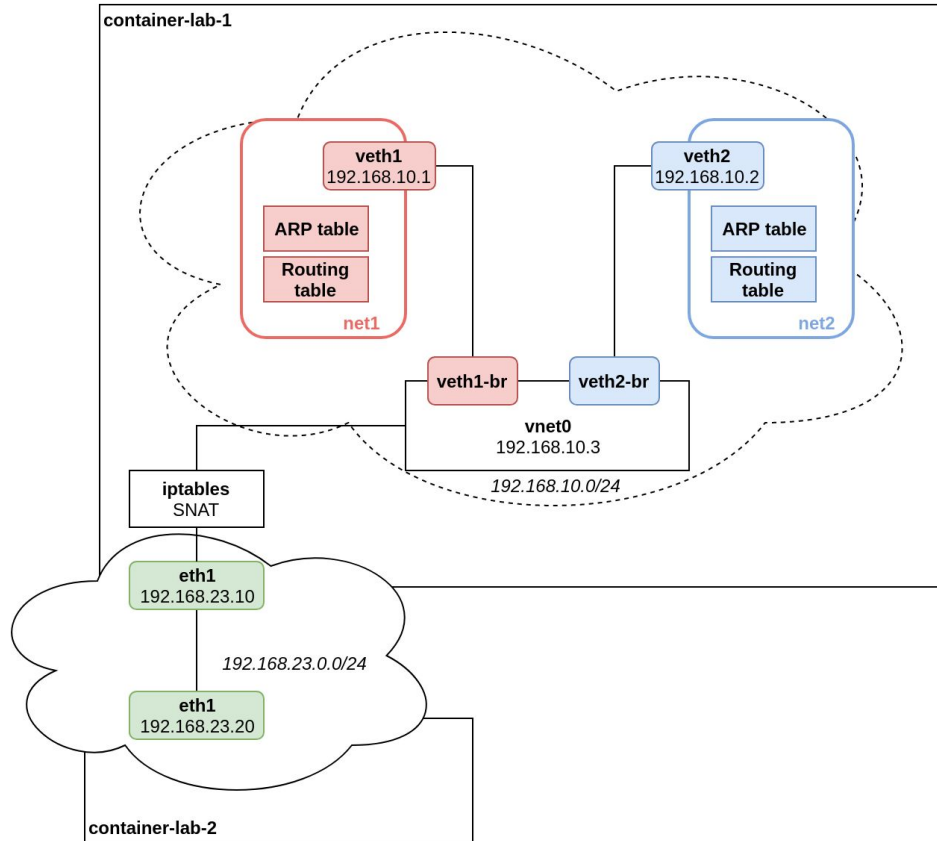 container-lab-1
veth1
192.168.10.1
veth2
192.168.10.2
ARP table
Routing
table
net1
ARP table
Routing
table
net2
veth1-br
veth2-br
vnet0
192.168.10.3
192.168.10.0/24
iptables
SNAT
eth1
192.168.23.10
192.168.23.0.0/24
eth1
192.168.23.20
container-lab-2